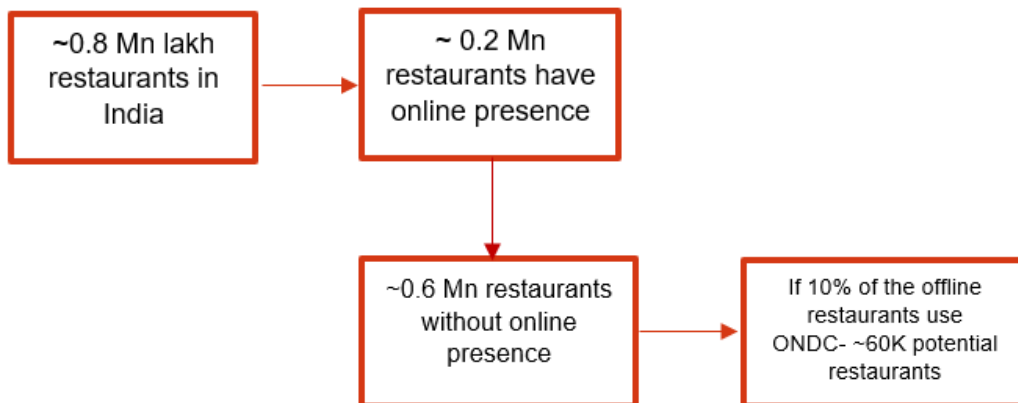 ~0.8 Mn lakh
restaurants in
India
~ 0.2 Mn
restaurants have
online presence
~0.6 Mn restaurants
without online
presence
If 10% of the offline
restaurants use
ONDC- ~60K potential
restaurants